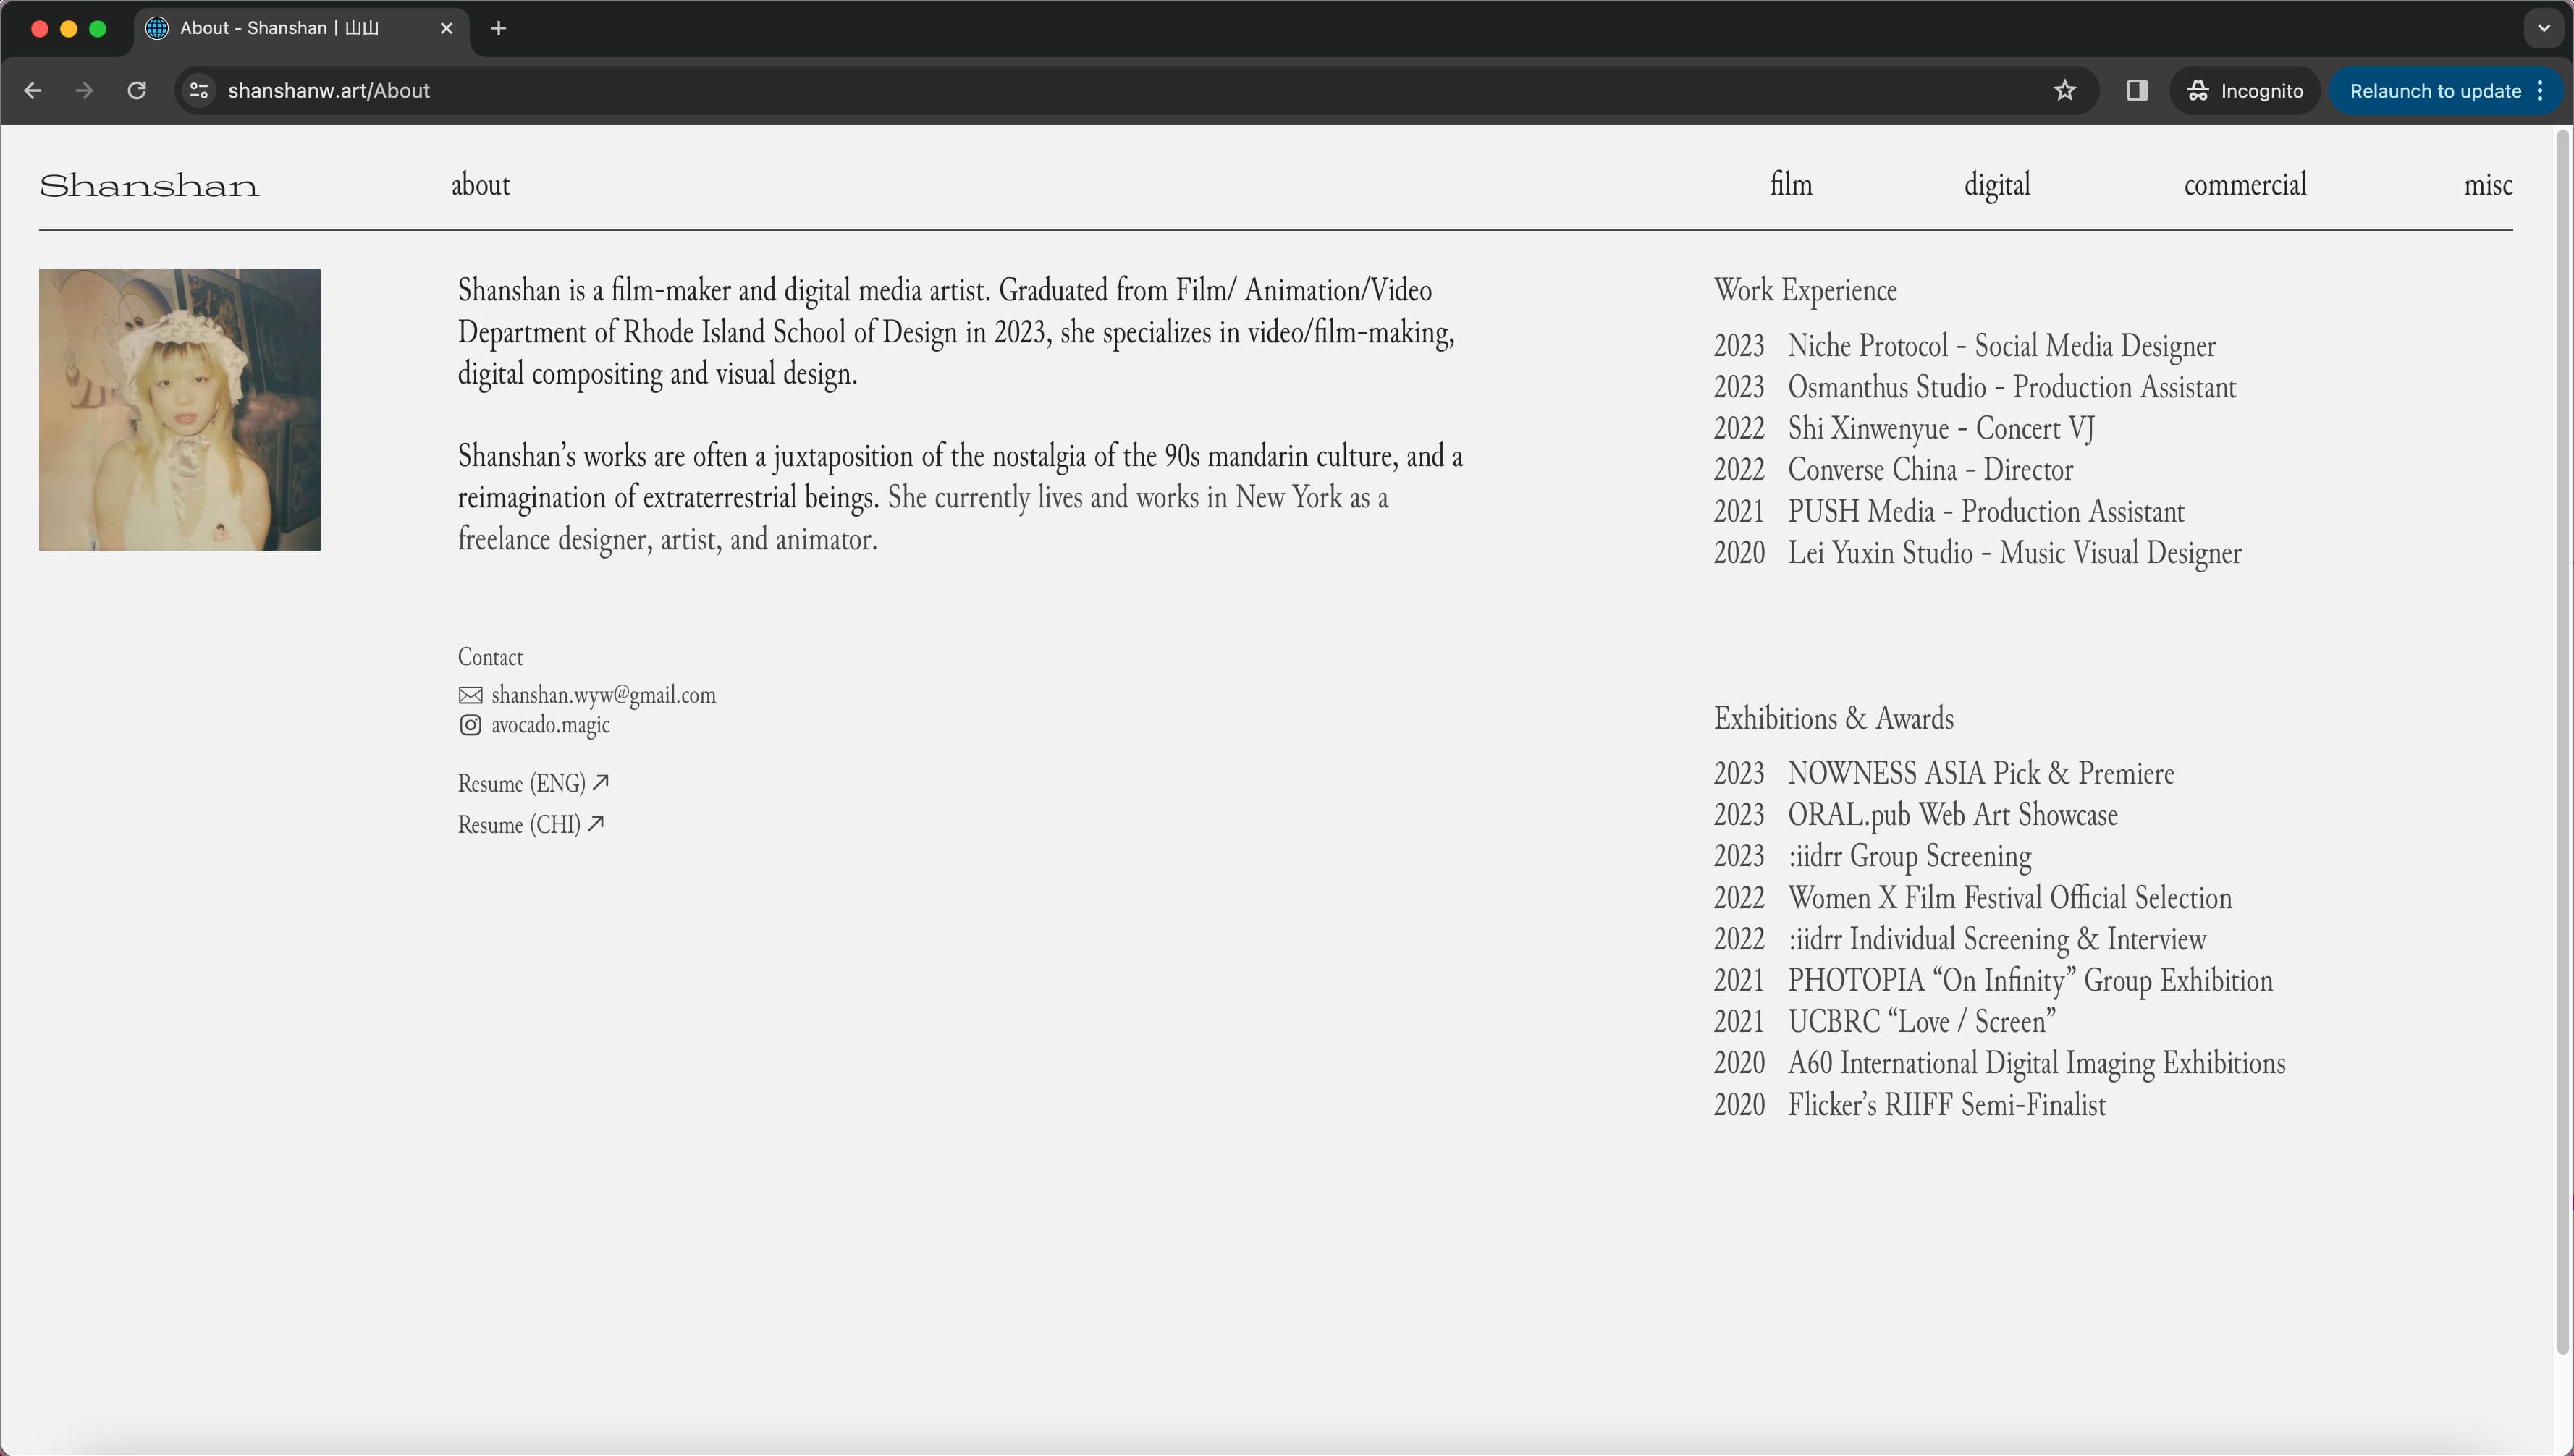 About - Shanshan | 山山
shanshanw.art/About
Incognito
Relaunch to update
Shanshan
about
film
digital
commercial
misc
Shanshan is a film-maker and digital media artist. Graduated from Film/ Animation/Video
Department of Rhode Island School of Design in 2023, she specializes in video/film-making,
digital compositing and visual design.
Shanshan’s works are often a juxtaposition of the nostalgia of the 90s mandarin culture, and a
reimagination of extraterrestrial beings. She currently lives and works in New York as a
freelance designer, artist, and animator.
Contact
shanshan.wyw@gmail.com
avocado.magic
Resume (ENG)
Resume (CHI)
Work Experience
2023 Niche Protocol - Social Media Designer
2023 Osmanthus Studio - Production Assistant
2022 Shi Xinwenyue - Concert VJ
2022 Converse China - Director
2021 PUSH Media - Production Assistant
2020 Lei Yuxin Studio - Music Visual Designer
Exhibitions & Awards
2023 NOWNESS ASIA Pick & Premiere
2023 ORAL.pub Web Art Showcase
2023 :iidrr Group Screening
2022 Women X Film Festival Official Selection
2022 :iidrr Individual Screening & Interview
2021 PHOTOPIA “On Infinity” Group Exhibition
2021 UCBRC “Love / Screen”
2020 A60 International Digital Imaging Exhibitions
2020 Flicker’s RIIFF Semi-Finalist